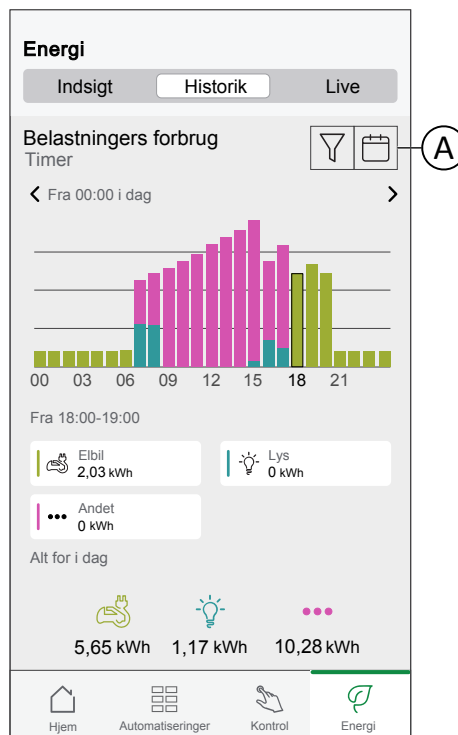 Energi
Indsigt Historik Live
Belastningers forbrug
Timer
A
Fra 00:00 i dag
00 03 06 09 12 15 18 21
Fra 18:00-19:00
Elbil
2,03 kWh
Lys
0 kWh
Andet
0 kWh
Alt for i dag
5,65 kWh 1,17 kWh 10,28 kWh
Hjem Automatiseringer Kontrol Energi